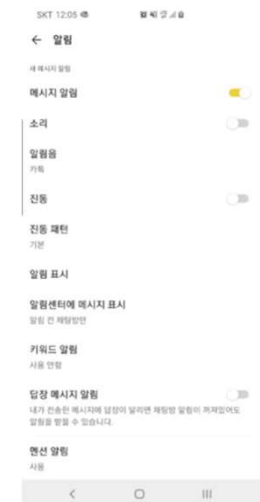 SKT 12:05
← 알림
새 메시지 알림
메시지 알림
소리
알림음
카톡
진동
진동 패턴
기본
알림 표시
알림센터에 메시지 표시
알림 전 채팅방만
키워드 알림
사용 안함
답장 메시지 알림
내가 전송한 메시지에 답장이 달리면 채팅방 알림이 꺼져있어도
알림을 받을 수 있습니다.
멘션 알림
사용